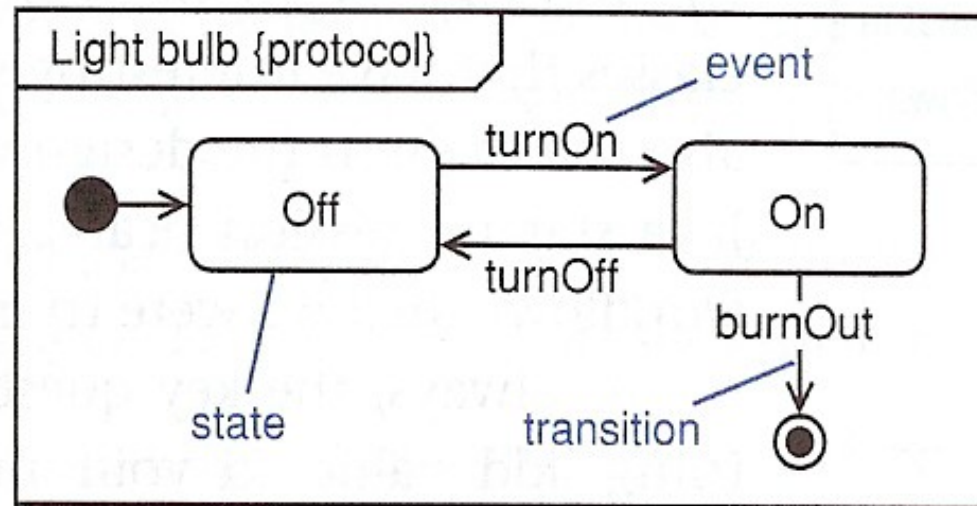 Light bulb {protocol}
event
turnOn
Off
On
turnOff
burnOut
state
transition